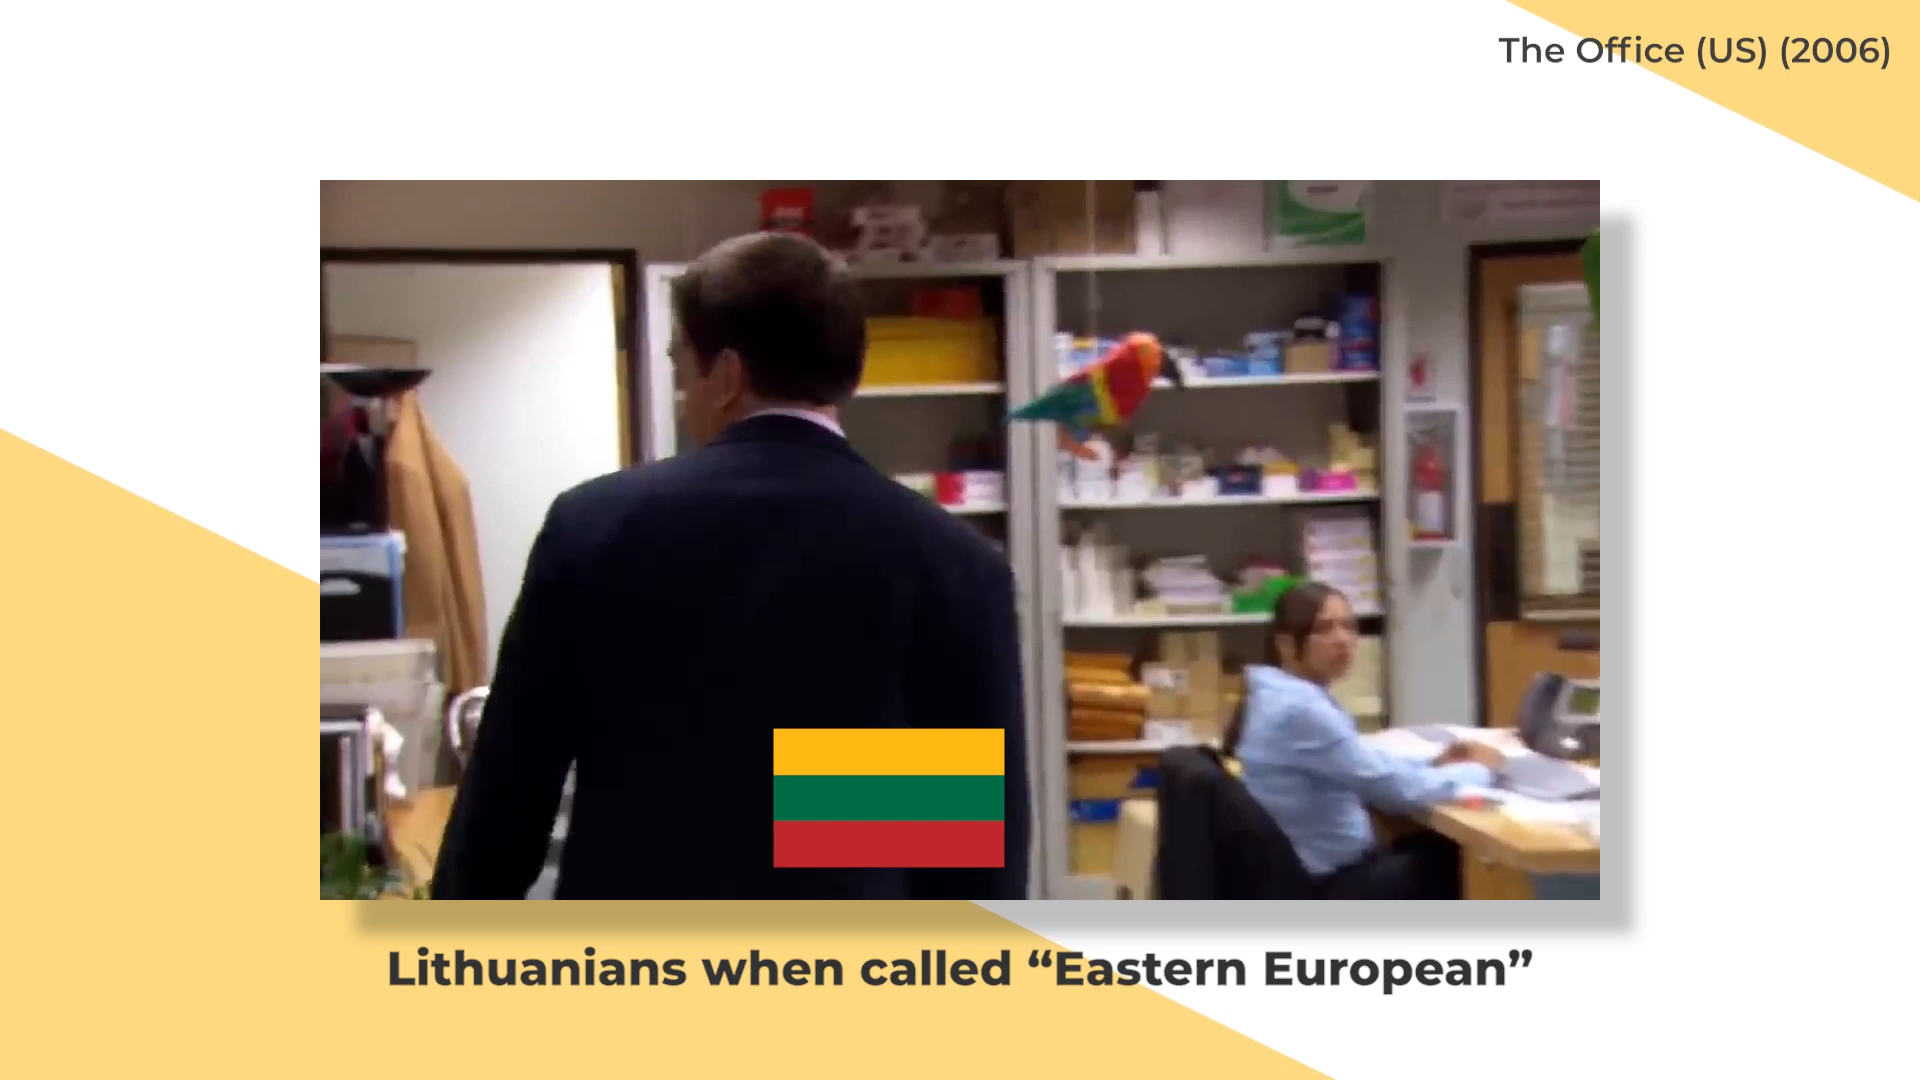 The Office (US) (2006)
Lithuanians when called “Eastern European”